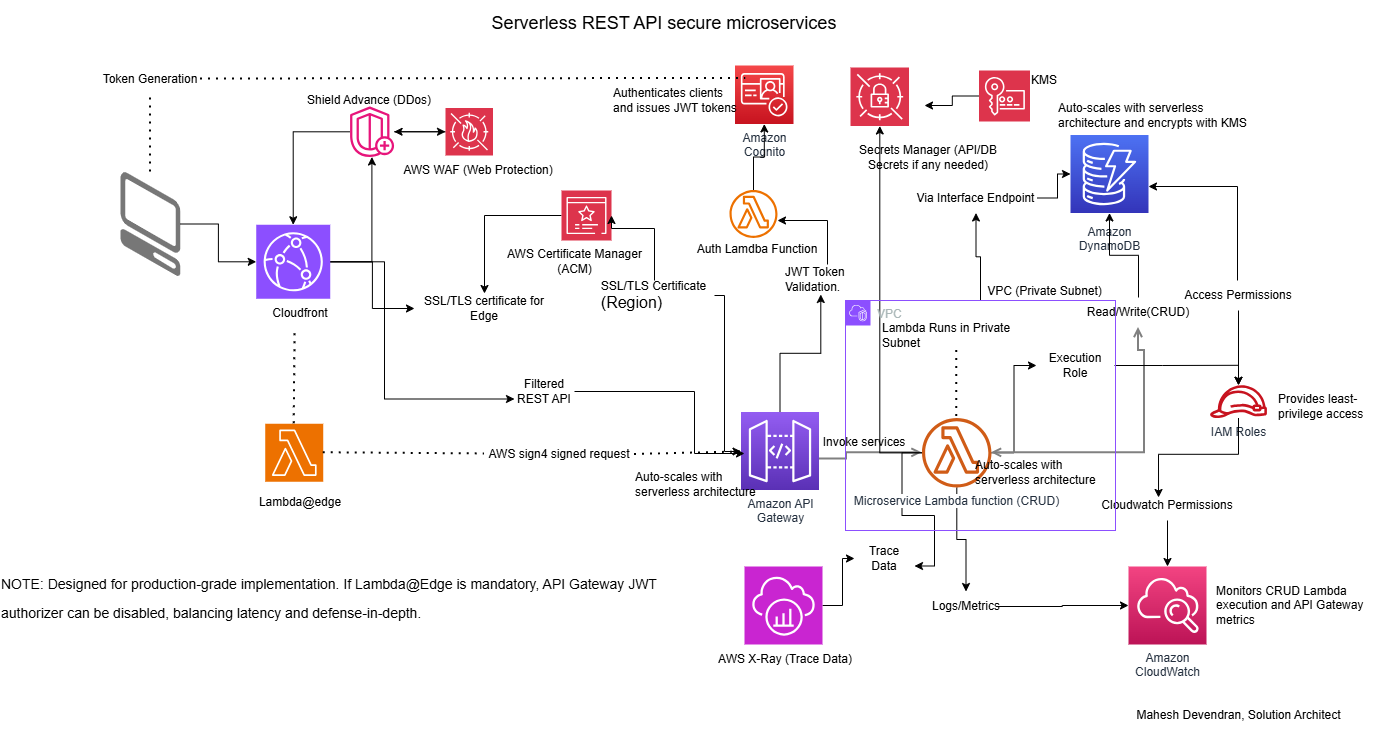 Serverless REST API secure microservices
Token Generation
Shield Advance (DDos)
AWS WAF (Web Protection)
Authenticates clients
and issues JWT tokens
Amazon
Cognito
KMS
Secrets Manager (API/DB
Secrets if any needed)
Auto-scales with serverless
architecture and encrypts with KMS
Via Interface Endpoint
Amazon
DynamoDB
Auth Lamdba Function
AWS Certificate Manager
(ACM)
JWT Token
Validation.
SSL/TLS Certificate
(Region)
SSL/TLS certificate for
Edge
Cloudfront
VPC (Private Subnet)
Access Permissions
VPC
Read/Write(CRUD)
Lambda Runs in Private
Subnet
Execution
Role
Filtered
REST API
Provides least-
privilege access
IAM Roles
Invoke services
AWS sign4 signed request
Auto-scales with
serverless architecture
Auto-scales with
serverless architecture
Lambda@edge
Amazon API
Gateway
Microservice Lambda function (CRUD)
Cloudwatch Permissions
Trace
Data
NOTE: Designed for production-grade implementation. If Lambda@Edge is mandatory, API Gateway JWT
authorizer can be disabled, balancing latency and defense-in-depth.
Logs/Metrics
Monitors CRUD Lambda
execution and API Gateway
metrics
AWS X-Ray (Trace Data)
Amazon
CloudWatch
Mahesh Devendran, Solution Architect